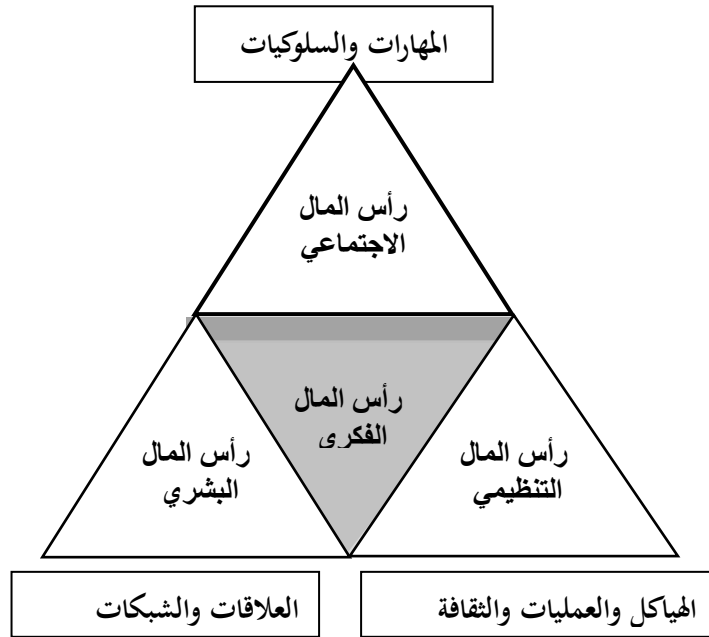 المهارات والسلوكيات
رأس المال
الاجتماعي
رأس المال
الفكري
رأس المال
التنظيمي
رأس المال
البشري
الهياكل والعمليات والثقافة
العلاقات والشبكات